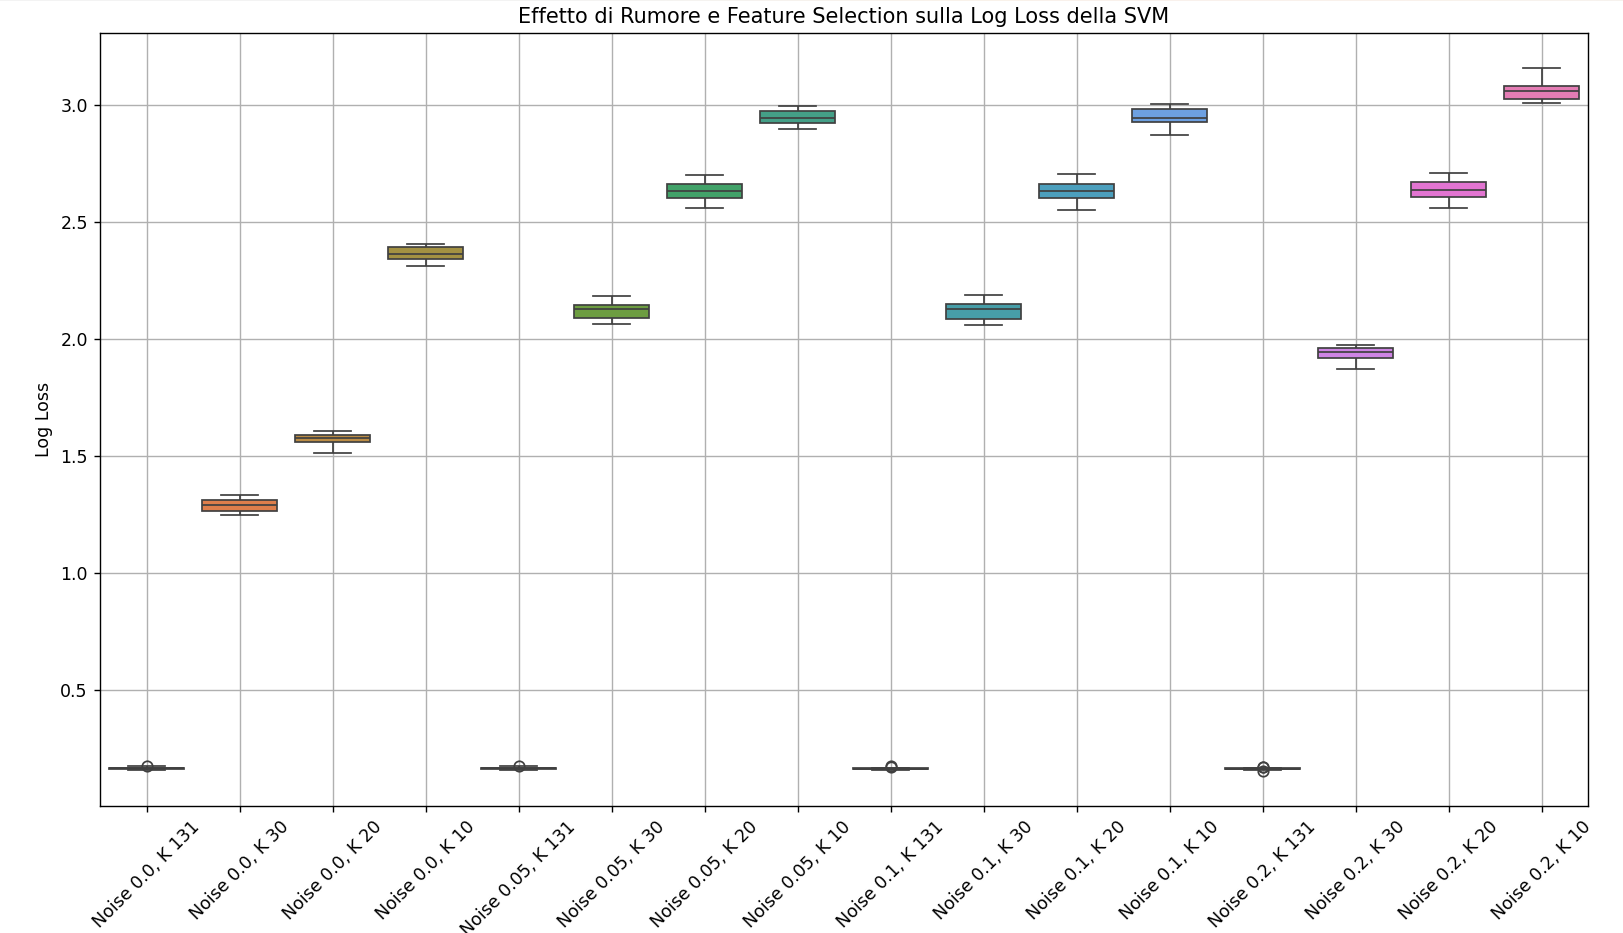 Effetto di Rumore e Feature Selection sulla Log Loss della SVM
Log Loss
3.0
2.5
2.0
1.5
1.0
0.5
Noise 0.0, K 131
Noise 0.0, K 30
Noise 0.0, K 20
Noise 0.0, K 10
Noise 0.05, K 131
Noise 0.05, K 30
Noise 0.05, K 20
Noise 0.05, K 10
Noise 0.1, K 131
Noise 0.1, K 30
Noise 0.1, K 20
Noise 0.1, K 10
Noise 0.2, K 131
Noise 0.2, K 30
Noise 0.2, K 20
Noise 0.2, K 10